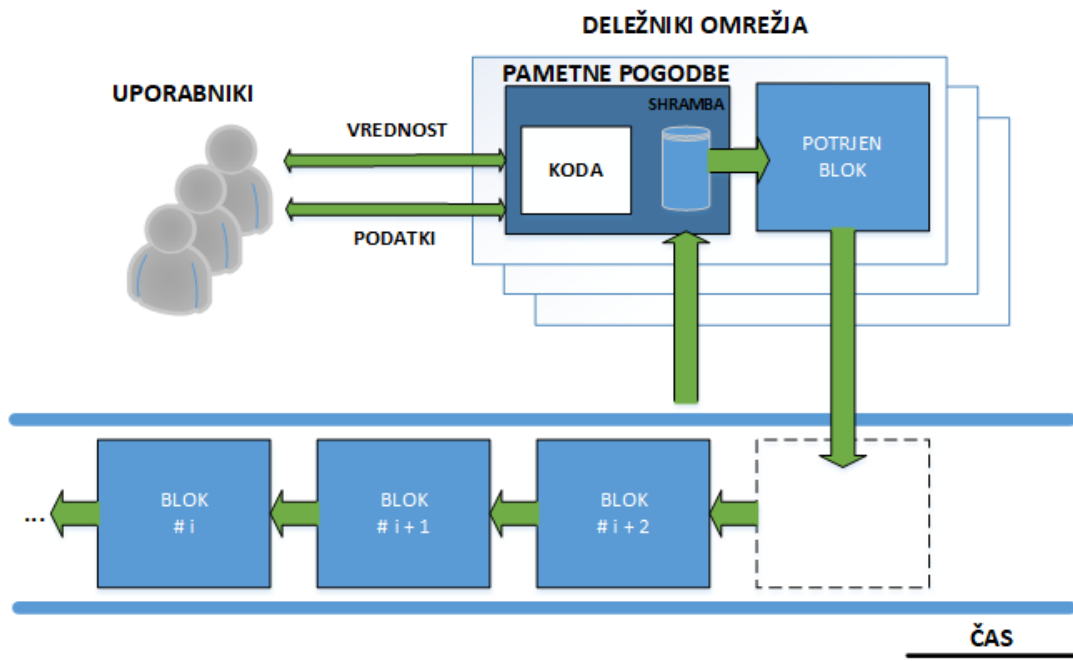 DELEŽNIKI OMREŽJA
PAMETNE POGODBE
UPORABNIKI
SHRAMBA
VREDNOST
KODA
POTRJEN
BLOK
PODATKI
...
BLOK
# i
BLOK
# i + 1
BLOK
# i + 2
ČAS